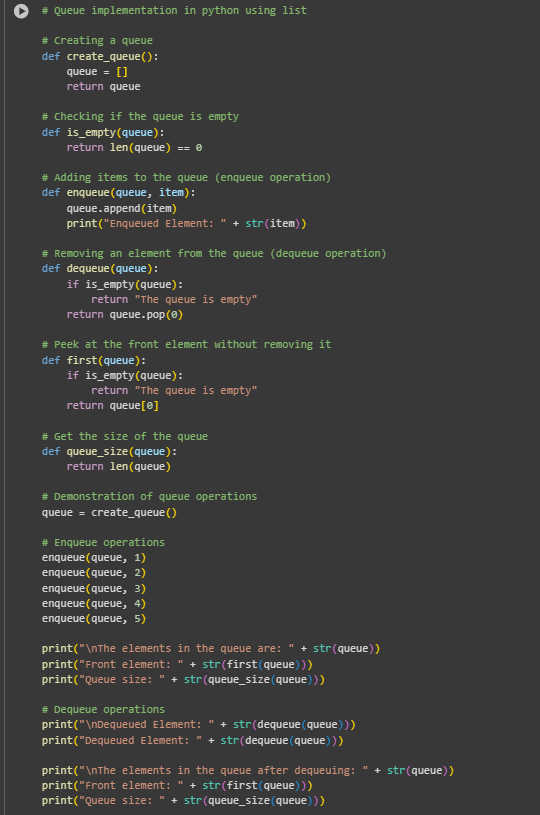 # Queue implementation in python using list

# Creating a queue
def create_queue():
    queue = []
    return queue

# Checking if the queue is empty
def is_empty(queue):
    return len(queue) == 0

# Adding items to the queue (enqueue operation)
def enqueue(queue, item):
    queue.append(item)
    print("Enqueued Element: " + str(item))

# Removing an element from the queue (dequeue operation)
def dequeue(queue):
    if is_empty(queue):
        return "The queue is empty"
    return queue.pop(0)

# Peek at the front element without removing it
def first(queue):
    if is_empty(queue):
        return "The queue is empty"
    return queue[0]

# Get the size of the queue
def queue_size(queue):
    return len(queue)

# Demonstration of queue operations
queue = create_queue()

# Enqueue operations
enqueue(queue, 1)
enqueue(queue, 2)
enqueue(queue, 3)
enqueue(queue, 4)
enqueue(queue, 5)

print("\nThe elements in the queue are: " + str(queue))
print("Front element: " + str(first(queue)))
print("Queue size: " + str(queue_size(queue)))

# Dequeue operations
print("\nDequeued Element: " + str(dequeue(queue)))
print("Dequeued Element: " + str(dequeue(queue)))

print("\nThe elements in the queue after dequeuing: " + str(queue))
print("Front element: " + str(first(queue)))
print("Queue size: " + str(queue_size(queue)))